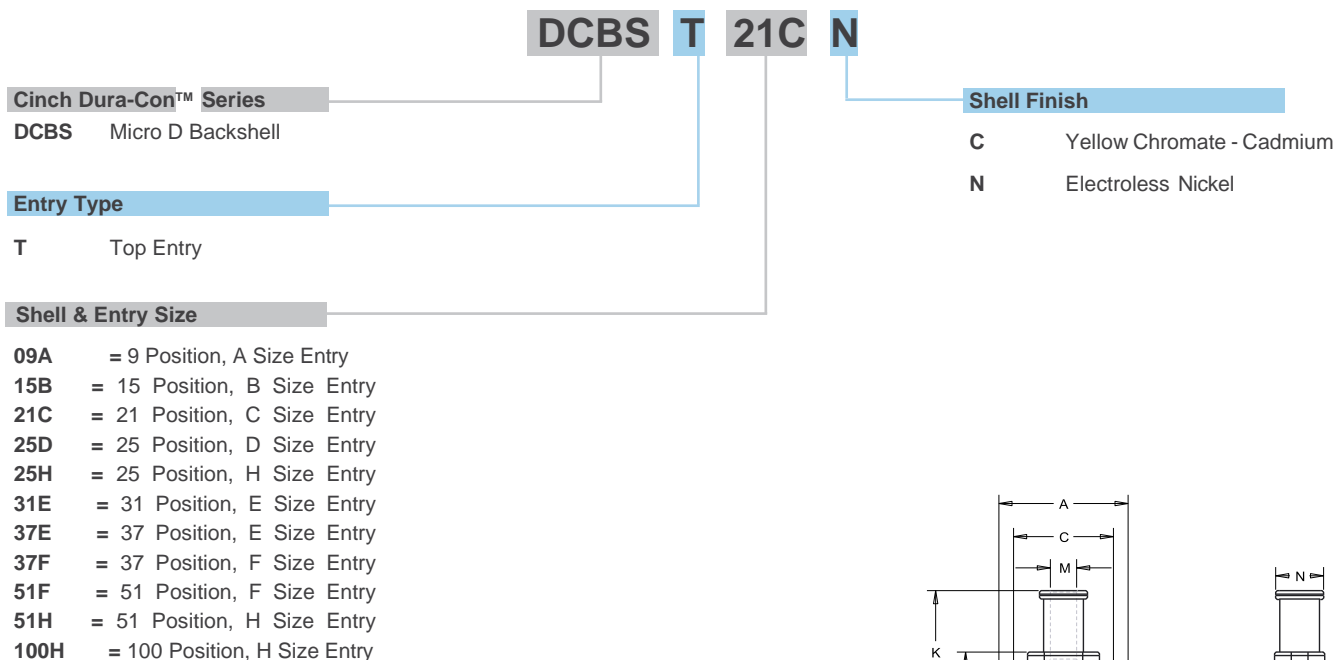 DCBS T 21C N
Cinch Dura-Con™ Series
DCBS Micro D Backshell
Entry Type
T Top Entry
Shell & Entry Size
09A = 9 Position, A Size Entry
15B = 15 Position, B Size Entry
21C = 21 Position, C Size Entry
25D = 25 Position, D Size Entry
25H = 25 Position, H Size Entry
31E = 31 Position, E Size Entry
37E = 37 Position, E Size Entry
37F = 37 Position, F Size Entry
51F = 51 Position, F Size Entry
51H = 51 Position, H Size Entry
100H = 100 Position, H Size Entry
Shell Finish
C Yellow Chromate - Cadmium
N Electroless Nickel
A
C
M
N
K